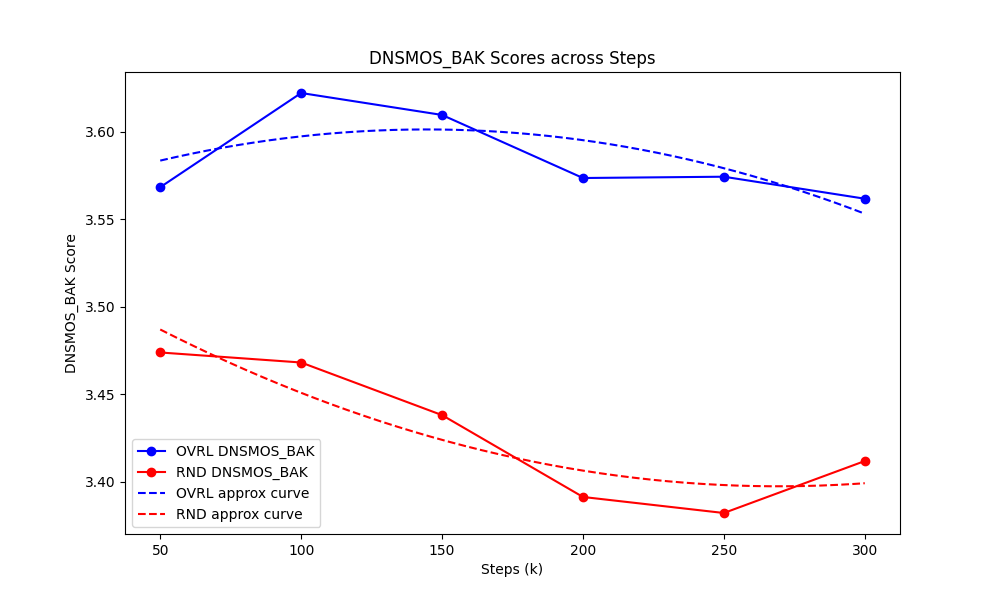 DNSMOS_BAK Scores across Steps
DNSMOS_BAK Score
3.60
3.55
3.50
3.45
3.40
OVRL DNSMOS_BAK
RND DNSMOS_BAK
OVRL approx curve
RND approx curve
50 100 150 200 250 300
Steps (k)